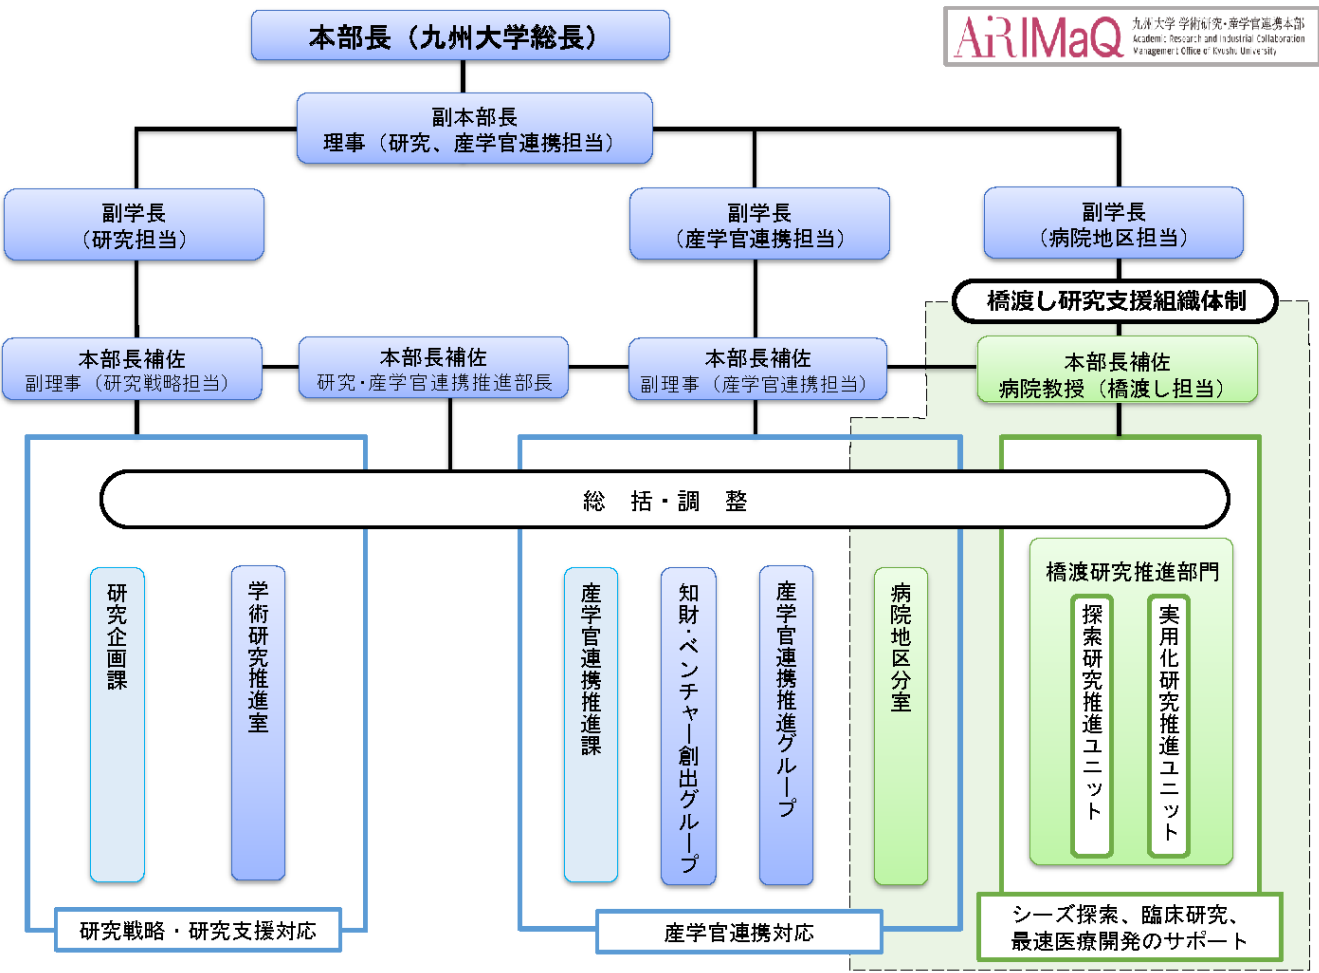 本部長（九州大学総長）
AiRIMaQ
九州大学 学術研究・産学官連携本部
Academic Research and Industrial Collaboration
Management Office of Kyushu University
副本部長
理事（研究、産学官連携担当）
副学長
（研究担当）
副学長
（産学官連携担当）
副学長
（病院地区担当）
橋渡し研究支援組織体制
本部長補佐
副理事（研究戦略担当）
本部長補佐
研究・産学官連携推進部長
本部長補佐
副理事（産学官連携担当）
本部長補佐
病院教授（橋渡し担当）
総　括・調　整
研究企画課
学術研究推進室
産学官連携推進課
知財・ベンチャー創出グループ
産学官連携推進グループ
病院地区分室
橋渡研究推進部門
探索研究推進ユニット
実用化研究推進ユニット
研究戦略・研究支援対応
産学官連携対応
シーズ探索、臨床研究、
最速医療開発のサポート